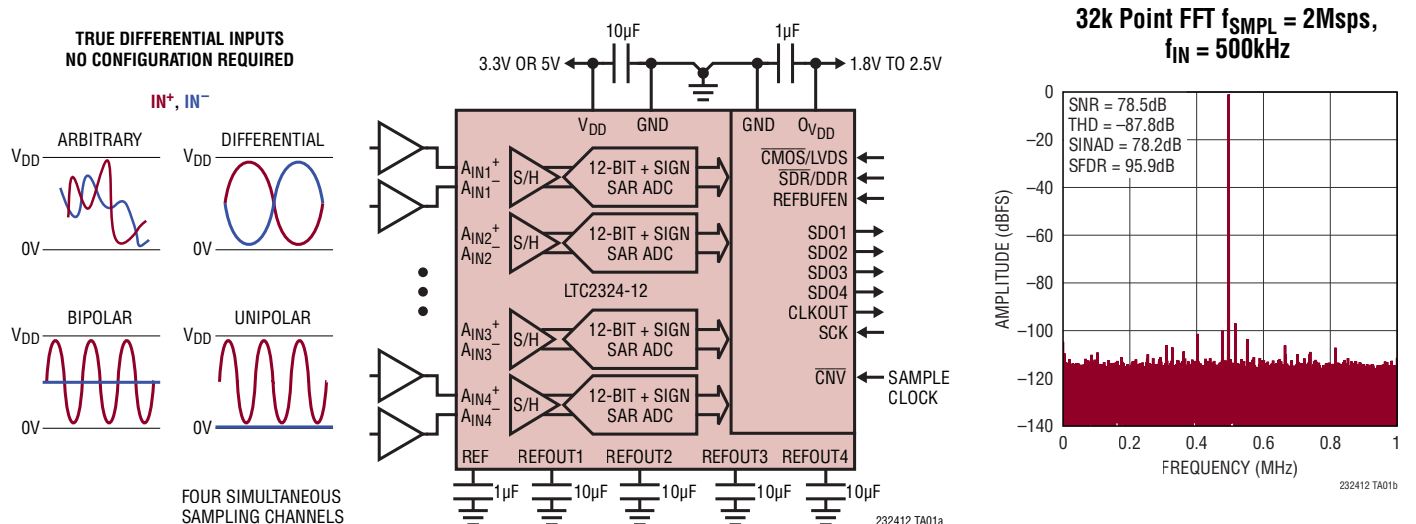 TRUE DIFFERENTIAL INPUTS
NO CONFIGURATION REQUIRED
IN+, IN−
ARBITRARY
VDD
0V
DIFFERENTIAL
VDD
0V
BIPOLAR
VDD
0V
UNIPOLAR
VDD
0V
FOUR SIMULTANEOUS
SAMPLING CHANNELS
10µF
1µF
3.3V OR 5V
1.8V TO 2.5V
VDD
GND
GND
OVDD
AIN1+
AIN1−
S/H
12-BIT + SIGN
SAR ADC
AIN2+
AIN2−
S/H
12-BIT + SIGN
SAR ADC
LTC2324-12
AIN3+
AIN3−
S/H
12-BIT + SIGN
SAR ADC
AIN4+
AIN4−
S/H
12-BIT + SIGN
SAR ADC
CMOS/LVDS
SDR/DDR
REFBUFEN
SDO1
SDO2
SDO3
SDO4
CLKOUT
SCK
CNV
SAMPLE
CLOCK
REF
REFOUT1
REFOUT2
REFOUT3
REFOUT4
1µF
10µF
10µF
10µF
10µF
232412 TA01a
32k Point FFT fSMPL = 2Msps,
fIN = 500kHz
SNR = 78.5dB
THD = −87.8dB
SINAD = 78.2dB
SFDR = 95.9dB
AMPLITUDE (dBFS)
0
−20
−40
−60
−80
−100
−120
−140
0
0.2
0.4
0.6
0.8
1
FREQUENCY (MHz)
232412 TA01b